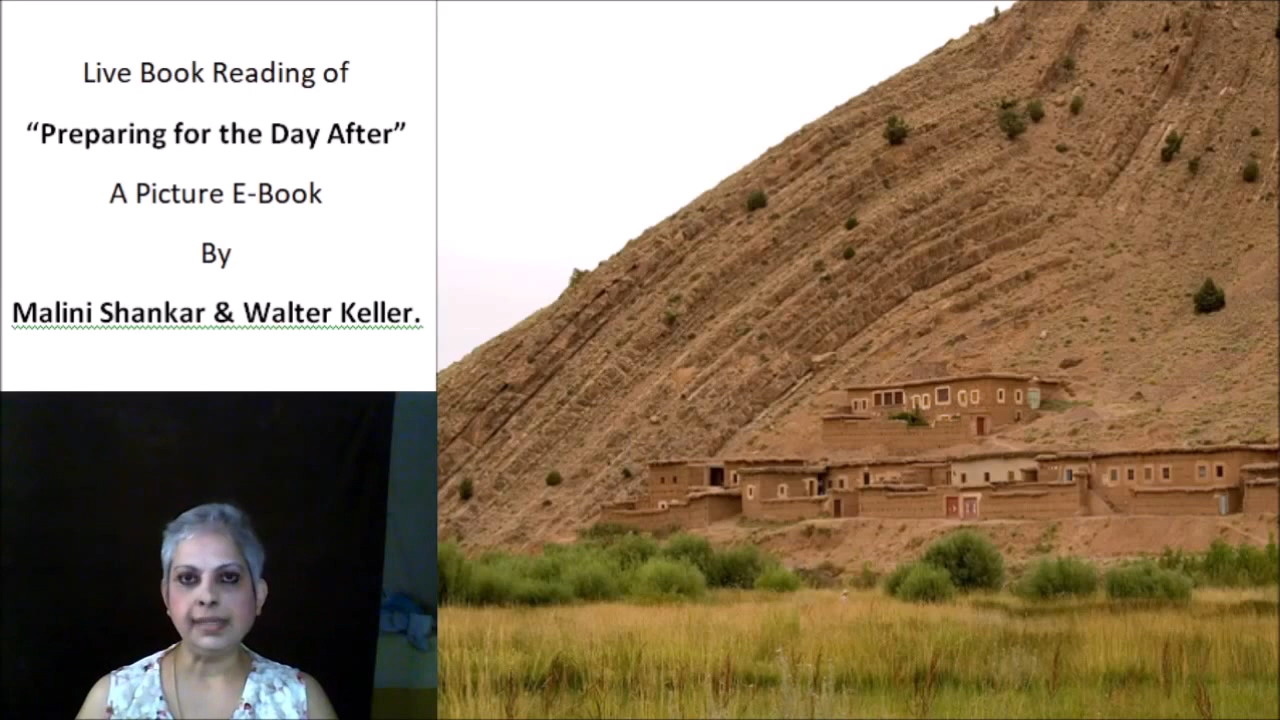 Live Book Reading of
“Preparing for the Day After”
A Picture E-Book
By
Malini Shankar & Walter Keller.